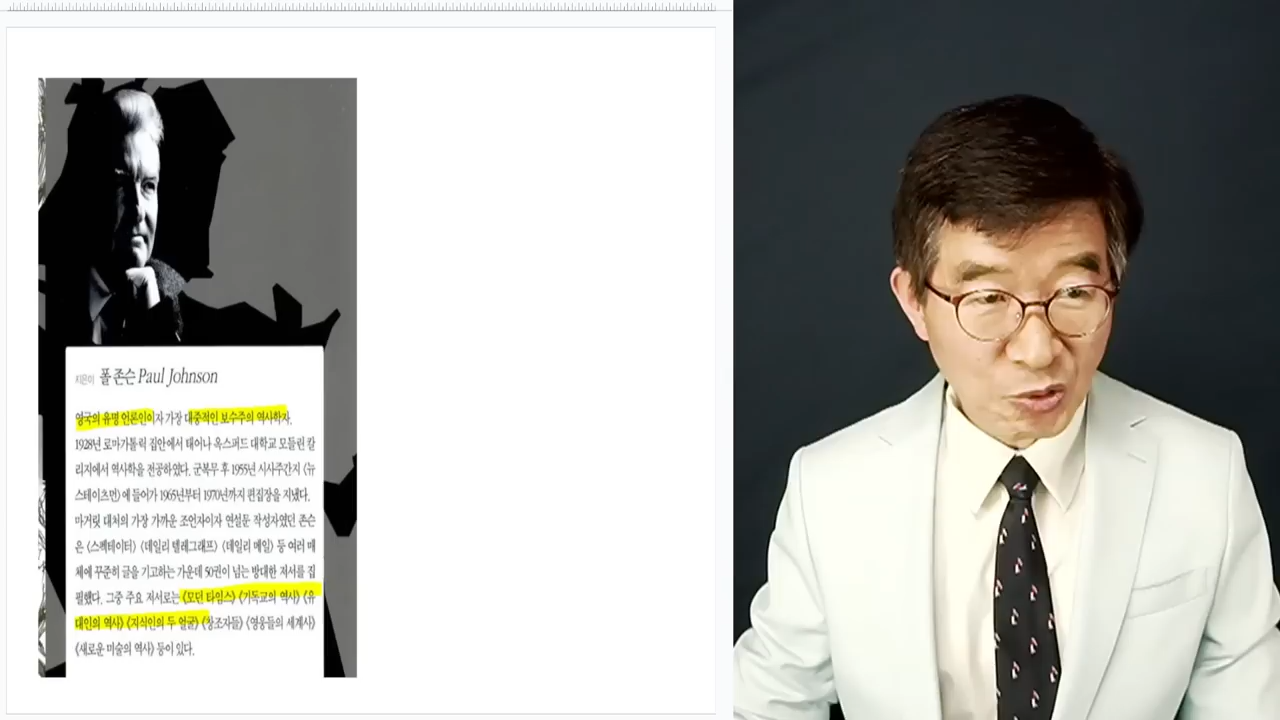 지은이 폴 존슨 Paul Johnson
영국의 유명 언론인이자 가장 대중적인 보수주의 역사학자.
1928년 로마가톨릭 집안에서 태어나 옥스퍼드 대학교 모들린 칼
리지에서 역사학을 전공하였다. 군복무 후 1955년 시사주간지 〈뉴
스테이츠먼〉에 들어가 1965년부터 1970년까지 편집장을 지냈다.
마거릿 대처의 가장 가까운 조언자이자 연설문 작성자였던 존슨
은 〈스펙테이터〉 〈데일리 텔레그래프〉 〈데일리 메일〉 등 여러 매
체에 꾸준히 글을 기고하는 가운데 50권이 넘는 방대한 저서를 집
필했다. 그중 주요 저서로는 《모던 타임스》 《기독교의 역사》 《유
대인의 역사》 《지식인의 두 얼굴》 《창조자들》 《영웅들의 세계사》
《새로운 미술의 역사》 등이 있다.